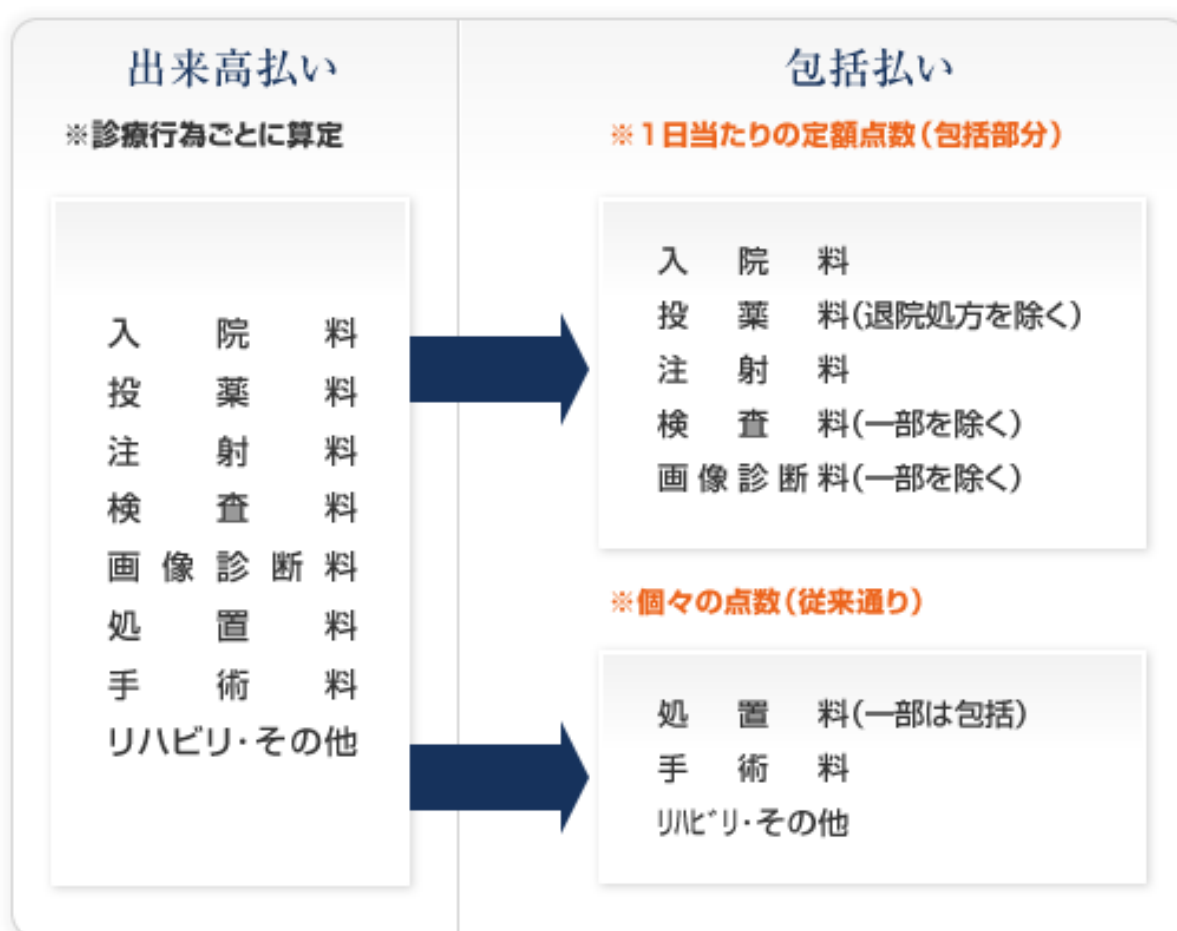 出来高払い
※診療行為ごとに算定
入院料
投薬料
注射料
検査料
画像診断料
処置料
手術料
リハビリ・その他
包括払い
※1日当たりの定額点数(包括部分)
入院料
投薬料(退院処方を除く)
注射料
検査料(一部を除く)
画像診断料(一部を除く)
※個々の点数(従来通り)
処置料(一部は包括)
手術料
ﾘﾊﾋﾞﾘ・その他